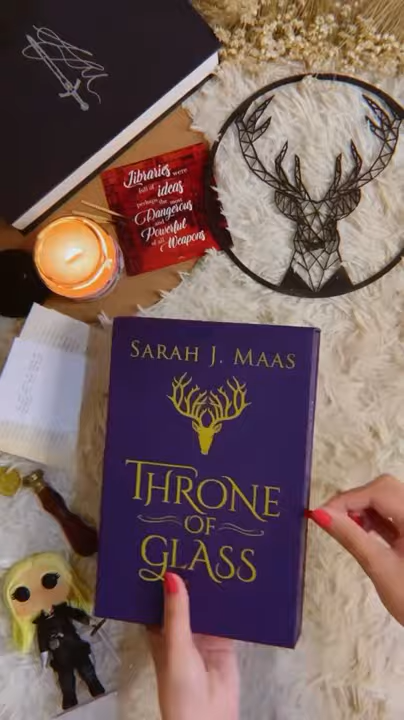 Libraries were
full of ideas
perhaps the most
Dangerous
and
Powerful
of all Weapons
SARAH J. MAAS
THRONE
OF
GLASS